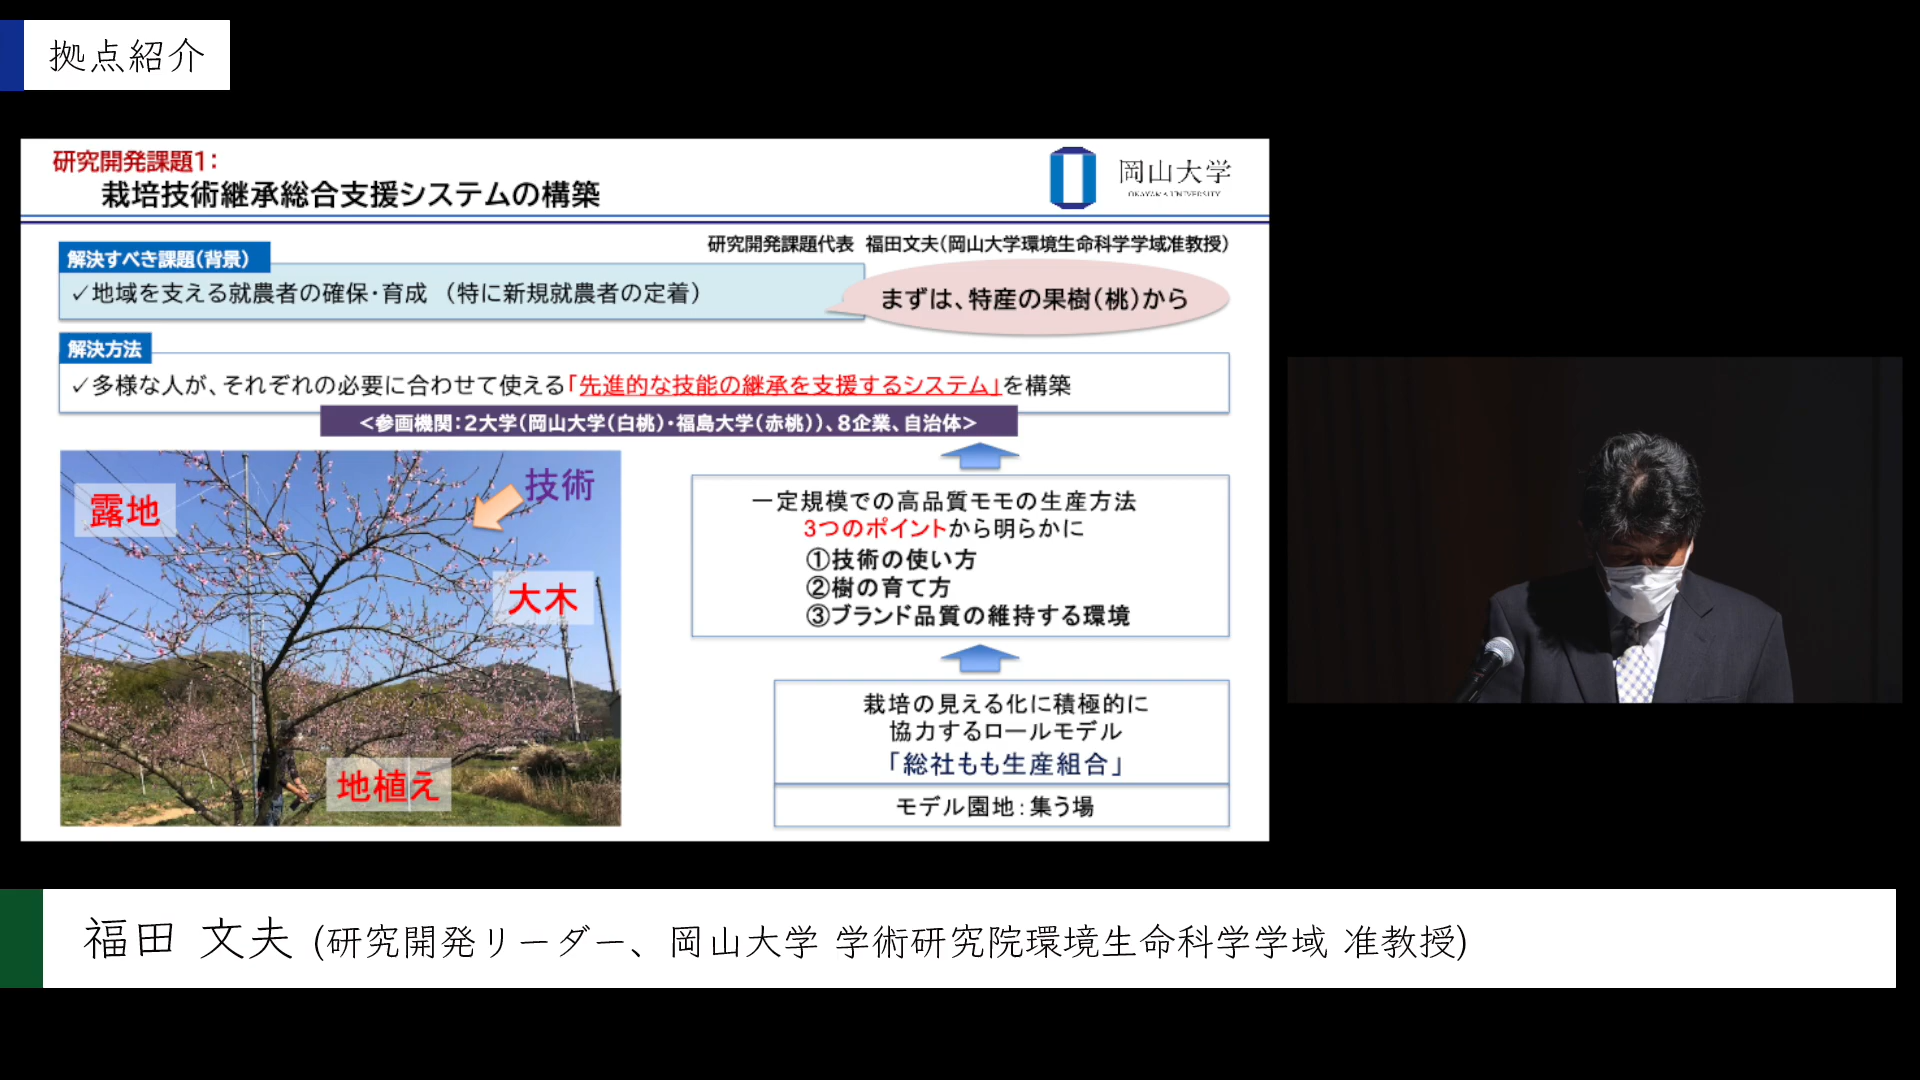 拠点紹介
研究開発課題1：
栽培技術継承総合支援システムの構築
岡山大学
OKAYAMA UNIVERSITY
研究開発課題代表 福田文夫（岡山大学環境生命科学学域准教授）
解決すべき課題（背景）
✓地域を支える就農者の確保・育成 （特に新規就農者の定着）
まずは、特産の果樹（桃）から
解決方法
✓多様な人が、それぞれの必要に合わせて使える「先進的な技能の継承を支援するシステム」を構築
＜参画機関：2大学（岡山大学（白桃）・福島大学（赤桃））、8企業、自治体＞
露地
技術
大木
地植え
一定規模での高品質モモの生産方法
3つのポイントから明らかに
①技術の使い方
②樹の育て方
③ブランド品質の維持する環境
栽培の見える化に積極的に
協力するロールモデル
「総社もも生産組合」
モデル園地：集う場
福田 文夫 (研究開発リーダー、岡山大学 学術研究院環境生命科学学域 准教授)